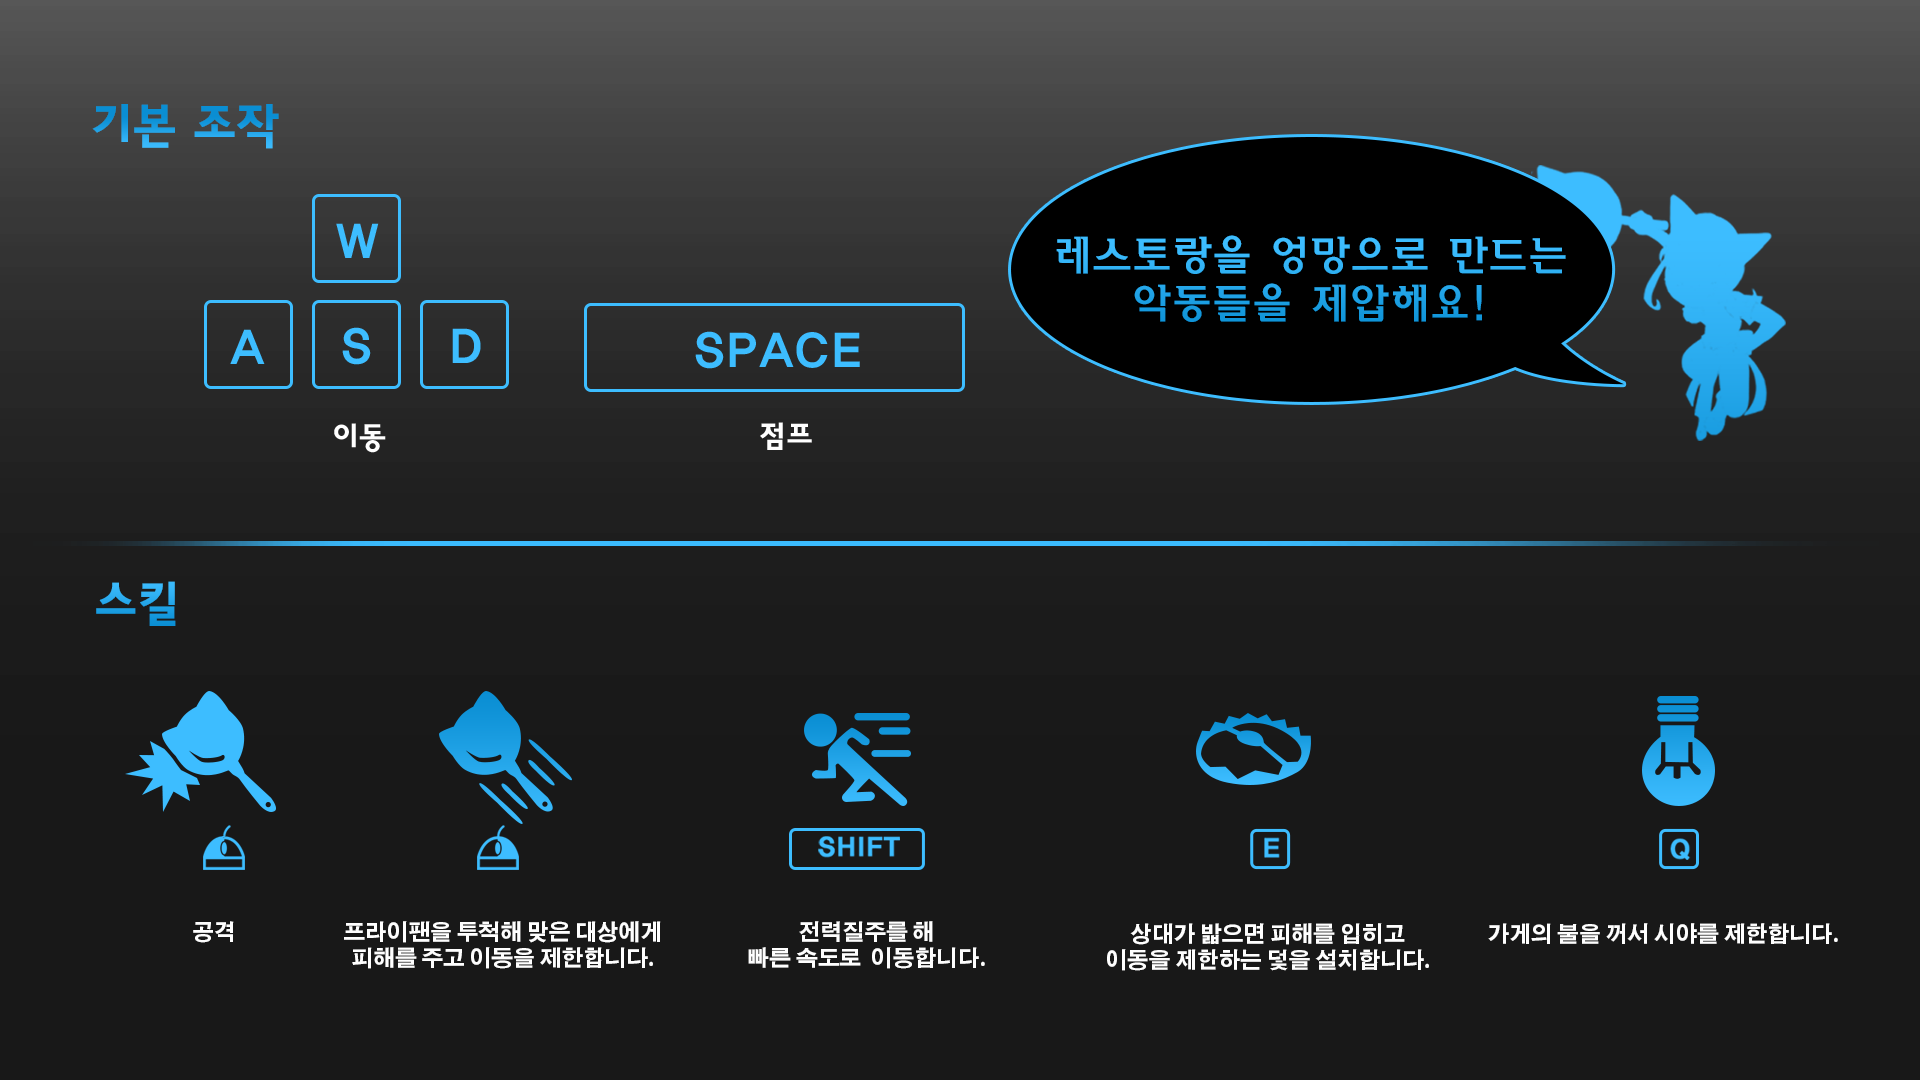 기본 조작
W
A S D
SPACE
이동
점프
레스토랑을 엉망으로 만드는
악동들을 제압해요!
스킬
SHIFT
E
Q
공격
프라이팬을 투척해 맞은 대상에게
피해를 주고 이동을 제한합니다.
전력질주를 해
빠른 속도로 이동합니다.
상대가 밟으면 피해를 입히고
이동을 제한하는 덫을 설치합니다.
가게의 불을 꺼서 시야를 제한합니다.